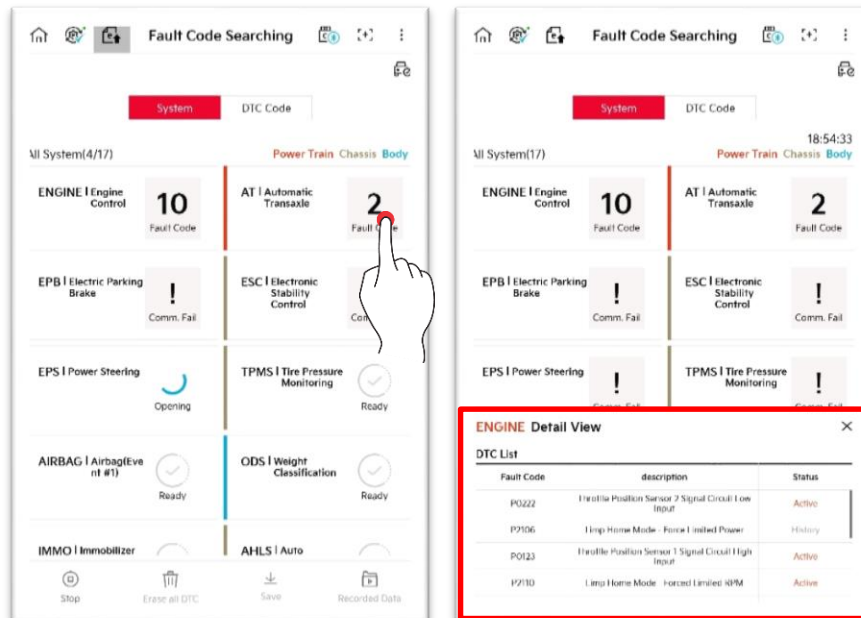 Fault Code Searching
System
DTC Code
All System(4/17)
Power Train Chassis Body
ENGINE | Engine
Control
10
Fault Code
AT | Automatic
Transaxle
2
Fault Code
EPB | Electric Parking
Brake
!
Comm. Fail
ESC | Electronic
Stability
Control
EPS | Power Steering
Opening
TPMS | Tire Pressure
Monitoring
Ready
AIRBAG | Airbag(Eve
nt #1)
Ready
ODS | Weight
Classification
Ready
IMMO | Immobilizer
AHLS | Auto
Stop
Erase all DTC
Save
Recorded Data
Fault Code Searching
System
DTC Code
18:54:33
All System(17)
Power Train Chassis Body
ENGINE | Engine
Control
10
Fault Code
AT | Automatic
Transaxle
2
Fault Code
EPB | Electric Parking
Brake
!
Comm. Fail
ESC | Electronic
Stability
Control
!
Comm. Fail
EPS | Power Steering
!
TPMS | Tire Pressure
Monitoring
!
ENGINE Detail View
DTC List
Fault Code description Status
P0222 Throttle Position Sensor 2 Signal Circuit Low
Input Active
P2106 Limp Home Mode - Force Limited Power History
P0123 Throttle Position Sensor 1 Signal Circuit High
Input Active
P2110 Limp Home Mode - Forced Limited RPM Active